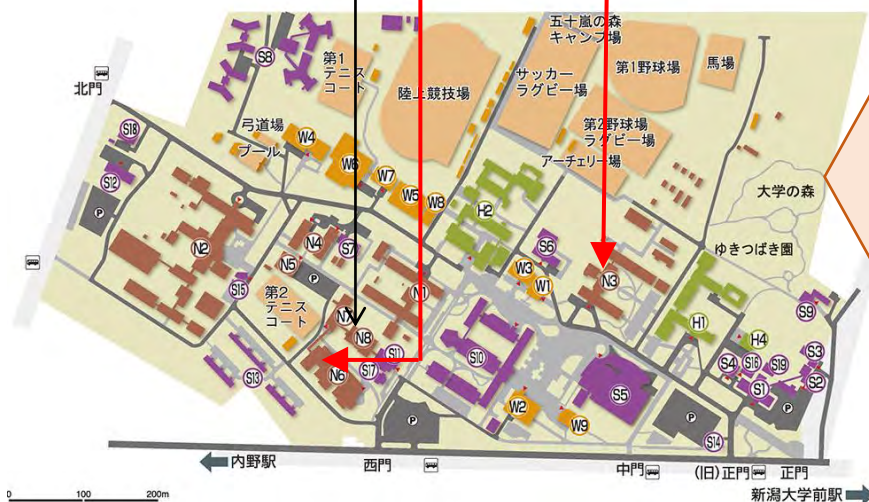 五十嵐の森
キャンプ場
第1
テニス
コート
陸上競技場
サッカー
ラグビー場
第1野球場
馬場
S8
北門
弓道場
プール
W4
W6
W7
W5
W8
第2野球場
ラグビー場
アーチェリー場
S18
S12
P
大学の森
H2
S6
N2
N4
S7
N5
P
W3
W1
N3
ゆきつばき園
S15
第2
テニス
コート
N1
S9
N7
N8
H1
H4
S13
N6
S17
S11
S10
S4
S16
S19
S3
S1
S2
S5
W2
W9
P
P
P
S14
内野駅
西門
中門
(旧)正門
正門
0
100
200m
新潟大学前駅